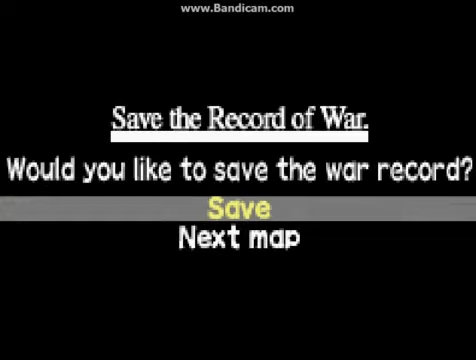 www.Bandicam.com
Save the Record of War.
Would you like to save the war record?
Save
Next map